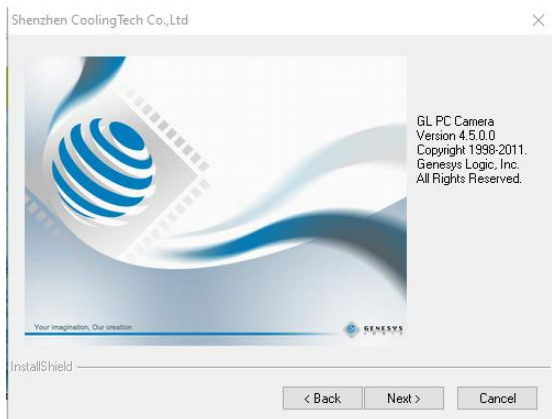 Shenzhen CoolingTech Co.,Ltd
GL PC Camera
Version 4.5.0.0
Copyright 1998-2011.
Genesys Logic, Inc.
All Rights Reserved.
Your imagination, Our creation
GENESYS
LOGIC
InstallShield
< Back
Next >
Cancel